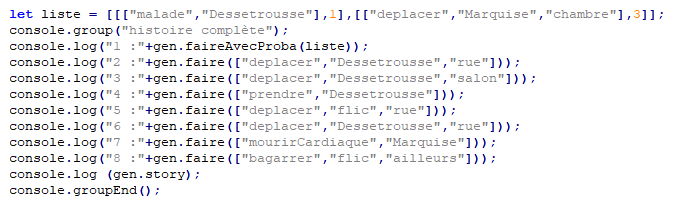 let liste = [[["malade","Dessetrousse"],1],[["deplacer","Marquise","chambre"],3]];
console.group("histoire complète");
console.log("1 :"+gen.faireAvecProba(liste));
console.log("2 :"+gen.faire(["deplacer","Dessetrousse","rue"]));
console.log("3 :"+gen.faire(["deplacer","Dessetrousse","salon"]));
console.log("4 :"+gen.faire(["prendre","Dessetrousse"]));
console.log("5 :"+gen.faire(["deplacer","flic","rue"]));
console.log("6 :"+gen.faire(["deplacer","Dessetrousse","rue"]));
console.log("7 :"+gen.faire(["mourirCardiaque","Marquise"]));
console.log("8 :"+gen.faire(["bagarrer","flic","ailleurs"]));
console.log (gen.story);
console.groupEnd();